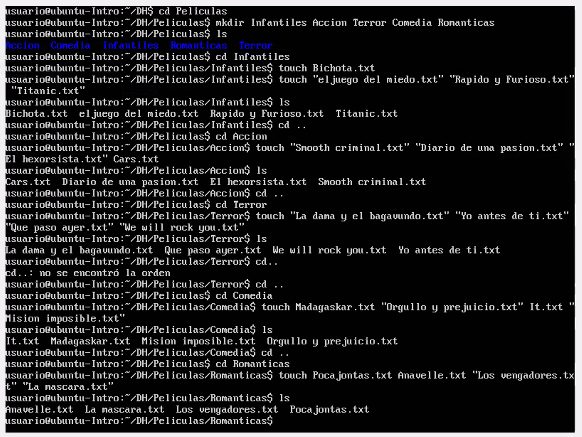 usuario@ubuntu-Intro:~/DH$ cd Peliculas
usuario@ubuntu-Intro:~/DH/Peliculas$ mkdir Infantiles Accion Terror Comedia Romanticas
usuario@ubuntu-Intro:~/DH/Peliculas$ ls
Accion  Comedia  Infantiles  Romanticas  Terror
usuario@ubuntu-Intro:~/DH/Peliculas$ cd Infantiles
usuario@ubuntu-Intro:~/DH/Peliculas/Infantiles$ touch Bichota.txt
usuario@ubuntu-Intro:~/DH/Peliculas/Infantiles$ touch "eljuego del miedo.txt" "Rapido y Furioso.txt"
 "Titanic.txt"
usuario@ubuntu-Intro:~/DH/Peliculas/Infantiles$ ls
Bichota.txt  eljuego del miedo.txt  Rapido y Furioso.txt  Titanic.txt
usuario@ubuntu-Intro:~/DH/Peliculas/Infantiles$ cd ..
usuario@ubuntu-Intro:~/DH/Peliculas$ cd Accion
usuario@ubuntu-Intro:~/DH/Peliculas/Accion$ touch "Smooth criminal.txt" "Diario de una pasion.txt" "
El hexorsista.txt" Cars.txt
usuario@ubuntu-Intro:~/DH/Peliculas/Accion$ ls
Cars.txt  Diario de una pasion.txt  El hexorsista.txt  Smooth criminal.txt
usuario@ubuntu-Intro:~/DH/Peliculas/Accion$ cd ..
usuario@ubuntu-Intro:~/DH/Peliculas$ cd Terror
usuario@ubuntu-Intro:~/DH/Peliculas/Terror$ touch "La dama y el bagavundo.txt" "Yo antes de ti.txt"
"Que paso ayer.txt" "We will rock you.txt"
usuario@ubuntu-Intro:~/DH/Peliculas/Terror$ ls
La dama y el bagavundo.txt  Que paso ayer.txt  We will rock you.txt  Yo antes de ti.txt
usuario@ubuntu-Intro:~/DH/Peliculas/Terror$ cd..
cd..: no se encontró la orden
usuario@ubuntu-Intro:~/DH/Peliculas/Terror$ cd ..
usuario@ubuntu-Intro:~/DH/Peliculas$ cd Comedia
usuario@ubuntu-Intro:~/DH/Peliculas/Comedia$ touch Madagaskar.txt "Orgullo y prejuicio.txt" It.txt "
Mision imposible.txt"
usuario@ubuntu-Intro:~/DH/Peliculas/Comedia$ ls
It.txt  Madagaskar.txt  Mision imposible.txt  Orgullo y prejuicio.txt
usuario@ubuntu-Intro:~/DH/Peliculas/Comedia$ cd ..
usuario@ubuntu-Intro:~/DH/Peliculas$ cd Romanticas
usuario@ubuntu-Intro:~/DH/Peliculas/Romanticas$ touch Pocajontas.txt Anavelle.txt "Los vengadores.tx
t" "La mascara.txt"
usuario@ubuntu-Intro:~/DH/Peliculas/Romanticas$ ls
Anavelle.txt  La mascara.txt  Los vengadores.txt  Pocajontas.txt
usuario@ubuntu-Intro:~/DH/Peliculas/Romanticas$